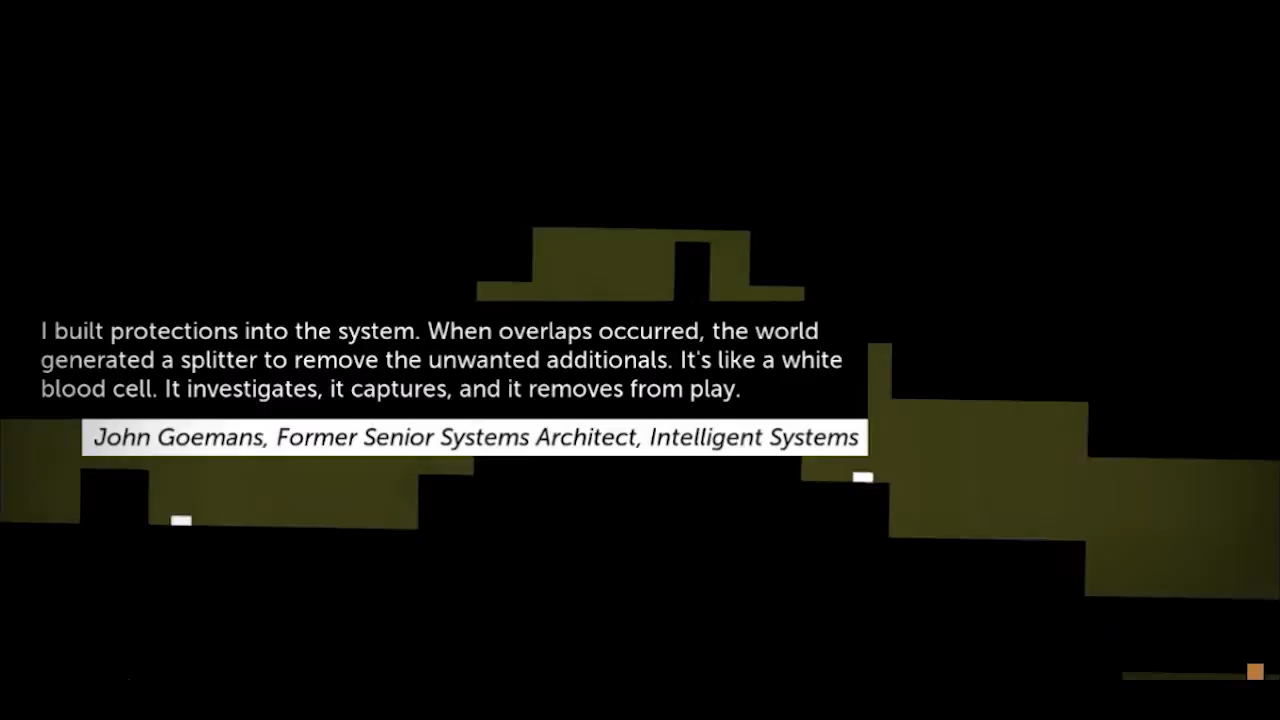 I built protections into the system. When overlaps occurred, the world
generated a splitter to remove the unwanted additionals. It's like a white
blood cell. It investigates, it captures, and it removes from play.
John Goemans, Former Senior Systems Architect, Intelligent Systems